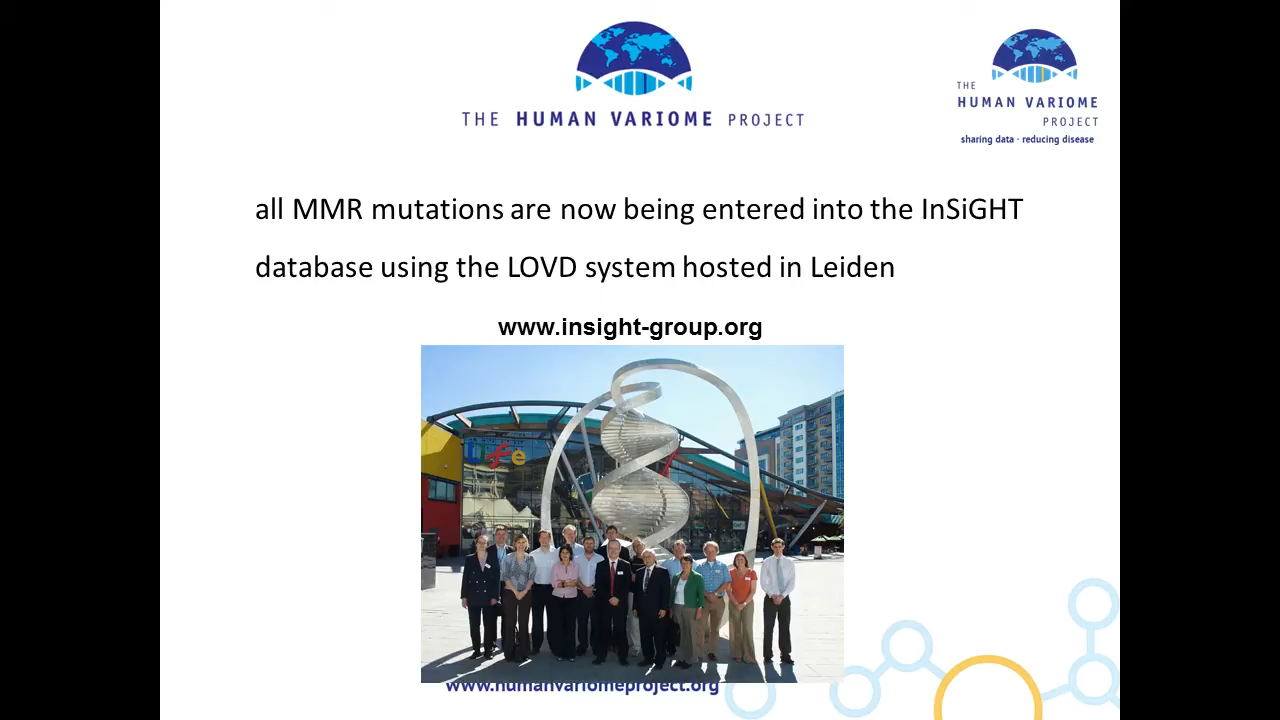 THE HUMAN VARIOME PROJECT
THE
HUMAN VARIOME
PROJECT
sharing data · reducing disease
all MMR mutations are now being entered into the InSiGHT
database using the LOVD system hosted in Leiden
www.insight-group.org
life
www.humanvariomeproject.org